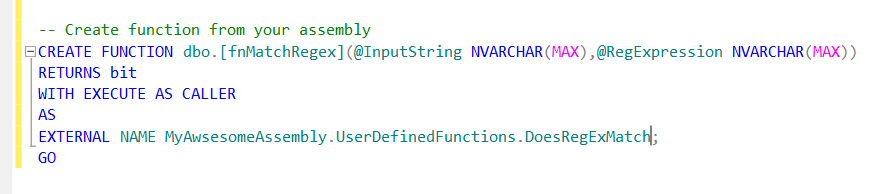 -- Create function from your assembly
CREATE FUNCTION dbo.[fnMatchRegex](@InputString NVARCHAR(MAX),@RegExpression NVARCHAR(MAX))
RETURNS bit
WITH EXECUTE AS CALLER
AS
EXTERNAL NAME MyAwsesomeAssembly.UserDefinedFunctions.DoesRegExMatch;
GO